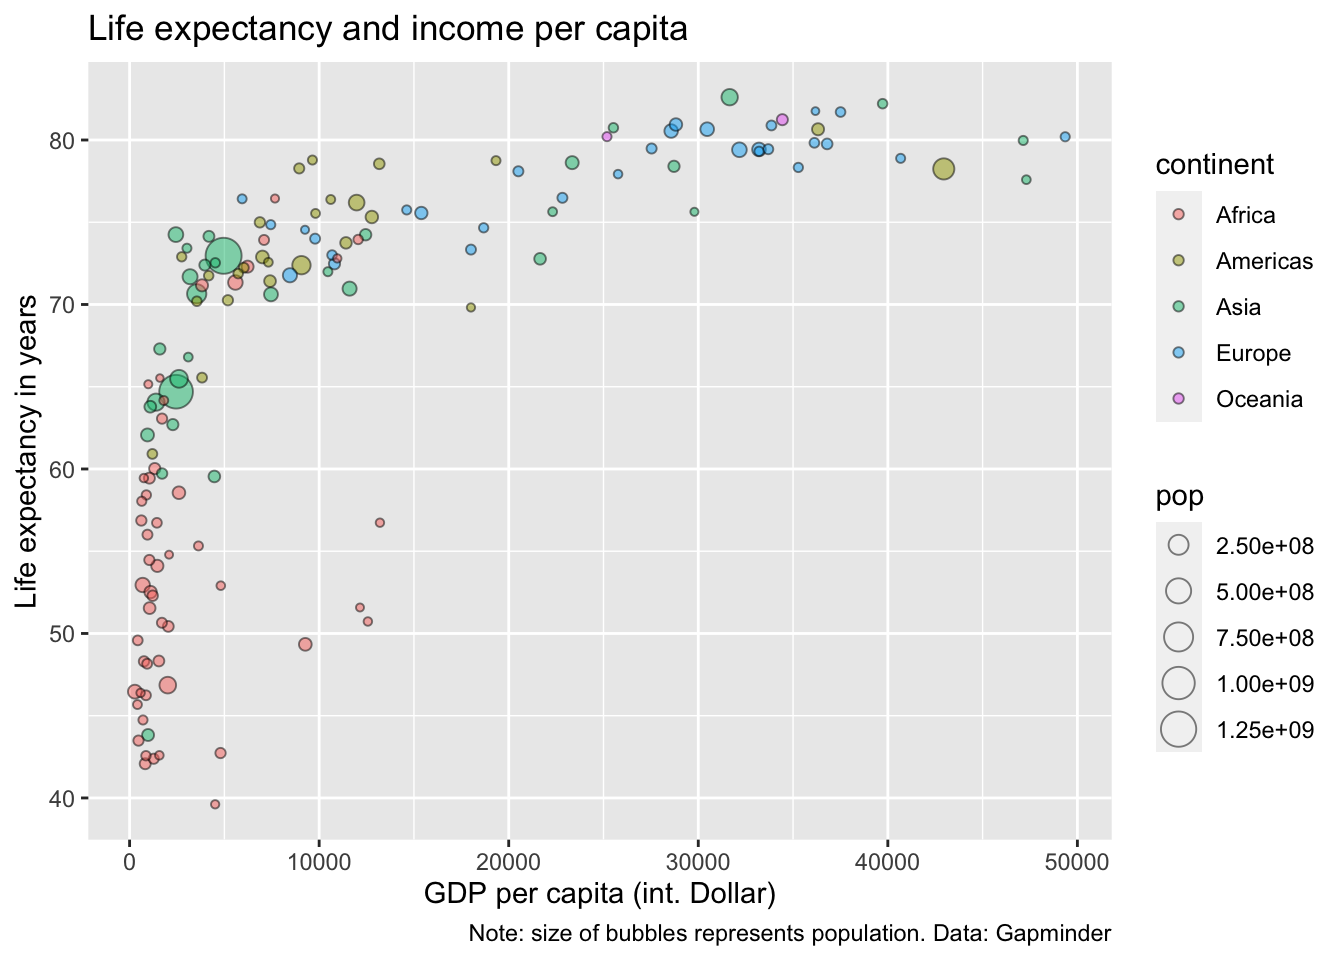 Life expectancy and income per capita
80
70
60
50
40
Life expectancy in years
0 10000 20000 30000 40000 50000
GDP per capita (int. Dollar)
Note: size of bubbles represents population. Data: Gapminder
continent
Africa
Americas
Asia
Europe
Oceania
pop
2.50e+08
5.00e+08
7.50e+08
1.00e+09
1.25e+09